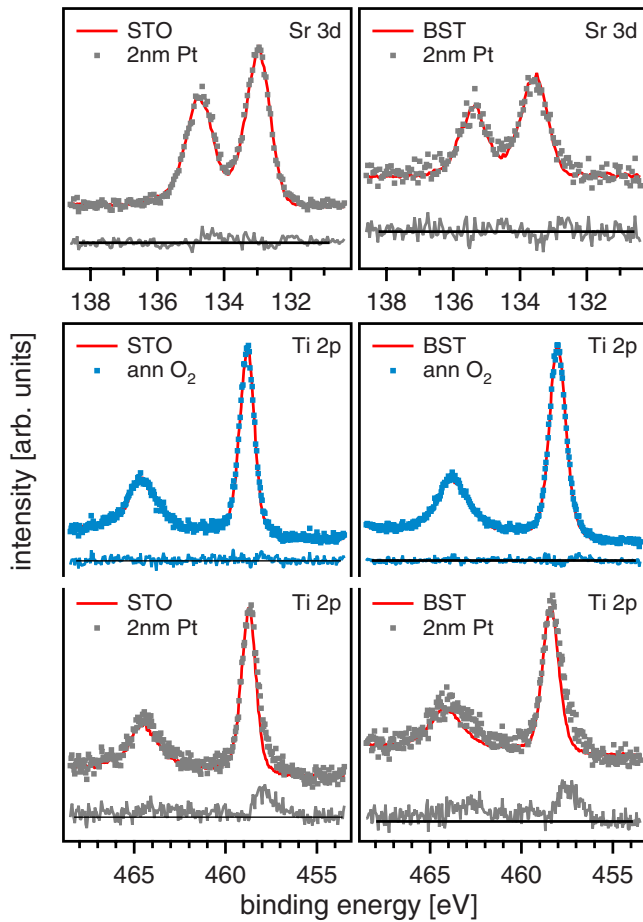 STO Sr 3d
2nm Pt
BST Sr 3d
2nm Pt
138 136 134 132
138 136 134 132
STO Ti 2p
ann O₂
BST Ti 2p
ann O₂
intensity [arb. units]
STO Ti 2p
2nm Pt
BST Ti 2p
2nm Pt
465 460 455
465 460 455
binding energy [eV]